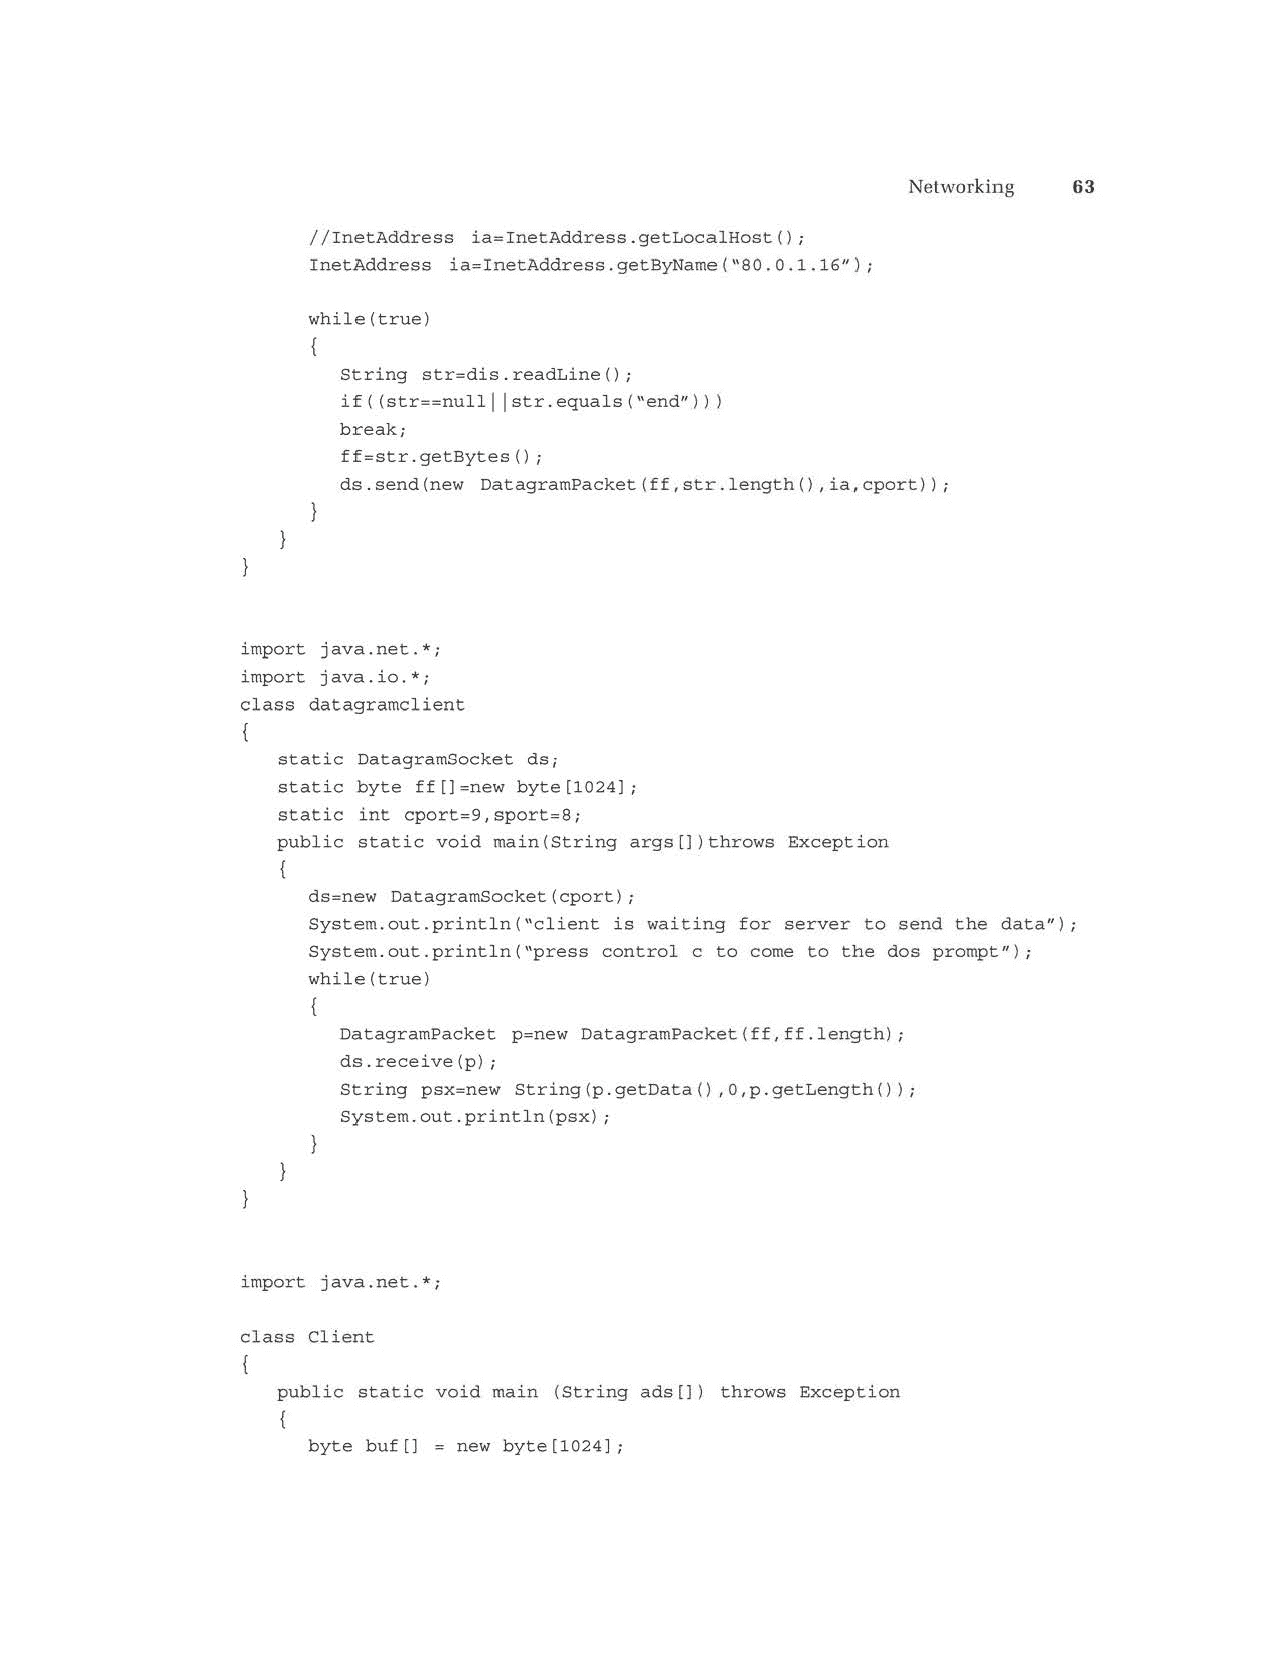 Networking 63
//InetAddress ia=InetAddress.getLocalHost();
InetAddress ia=InetAddress.getByName(“80.0.1.16”);
while(true)
{
String str=dis.readLine();
if((str==null||str.equals(“end”)))
break;
ff=str.getBytes();
ds.send(new DatagramPacket(ff,str.length(),ia,cport));
}
}
}
import java.net.*;
import java.io.*;
class datagramclient
{
static DatagramSocket ds;
static byte ff[]=new byte[1024];
static int cport=9,sport=8;
public static void main(String args[])throws Exception
{
ds=new DatagramSocket(cport);
System.out.println(“client is waiting for server to send the data”);
System.out.println(“press control c to come to the dos prompt”);
while(true)
{
DatagramPacket p=new DatagramPacket(ff,ff.length);
ds.receive(p);
String psx=new String(p.getData(),0,p.getLength());
System.out.println(psx);
}
}
}
import java.net.*;
class Client
{
public static void main (String ads[]) throws Exception
{
byte buf[] = new byte[1024];